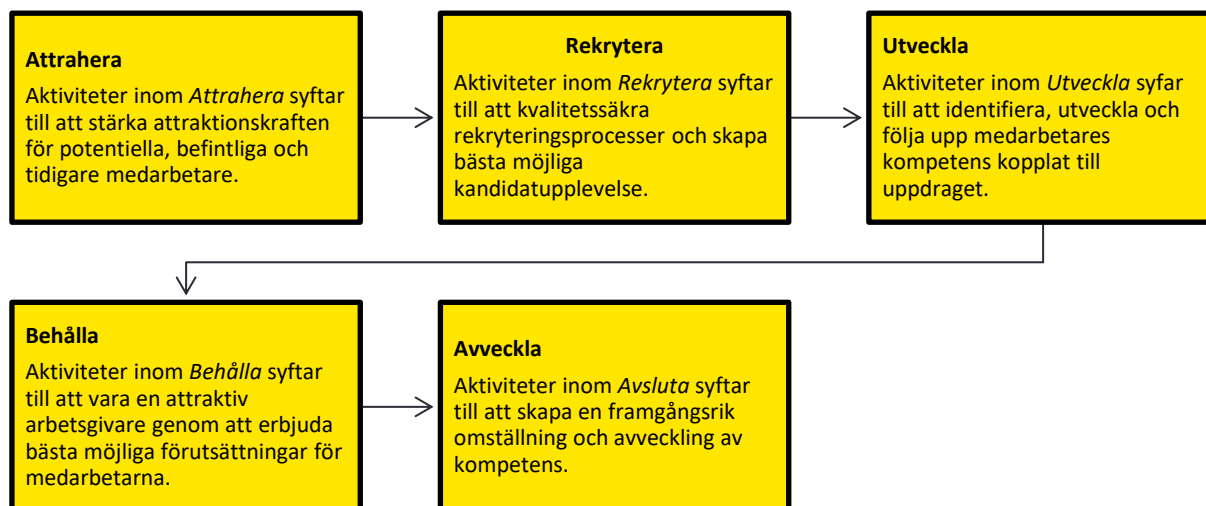 Attrahera
Aktiviteter inom Attrahera syftar
till att stärka attraktionskraften
för potentiella, befintliga och
tidigare medarbetare.
Rekrytera
Aktiviteter inom Rekrytera syftar
till att kvalitetssäkra
rekryteringsprocesser och skapa
bästa möjliga
kandidatupplevelse.
Utveckla
Aktiviteter inom Utveckla syfar
till att identifiera, utveckla och
följa upp medarbetares
kompetens kopplat till
uppdraget.
Behålla
Aktiviteter inom Behålla syftar
till att vara en attraktiv
arbetsgivare genom att erbjuda
bästa möjliga förutsättningar för
medarbetarna.
Avveckla
Aktiviteter inom Avsluta syftar
till att skapa en framgångsrik
omställning och avveckling av
kompetens.